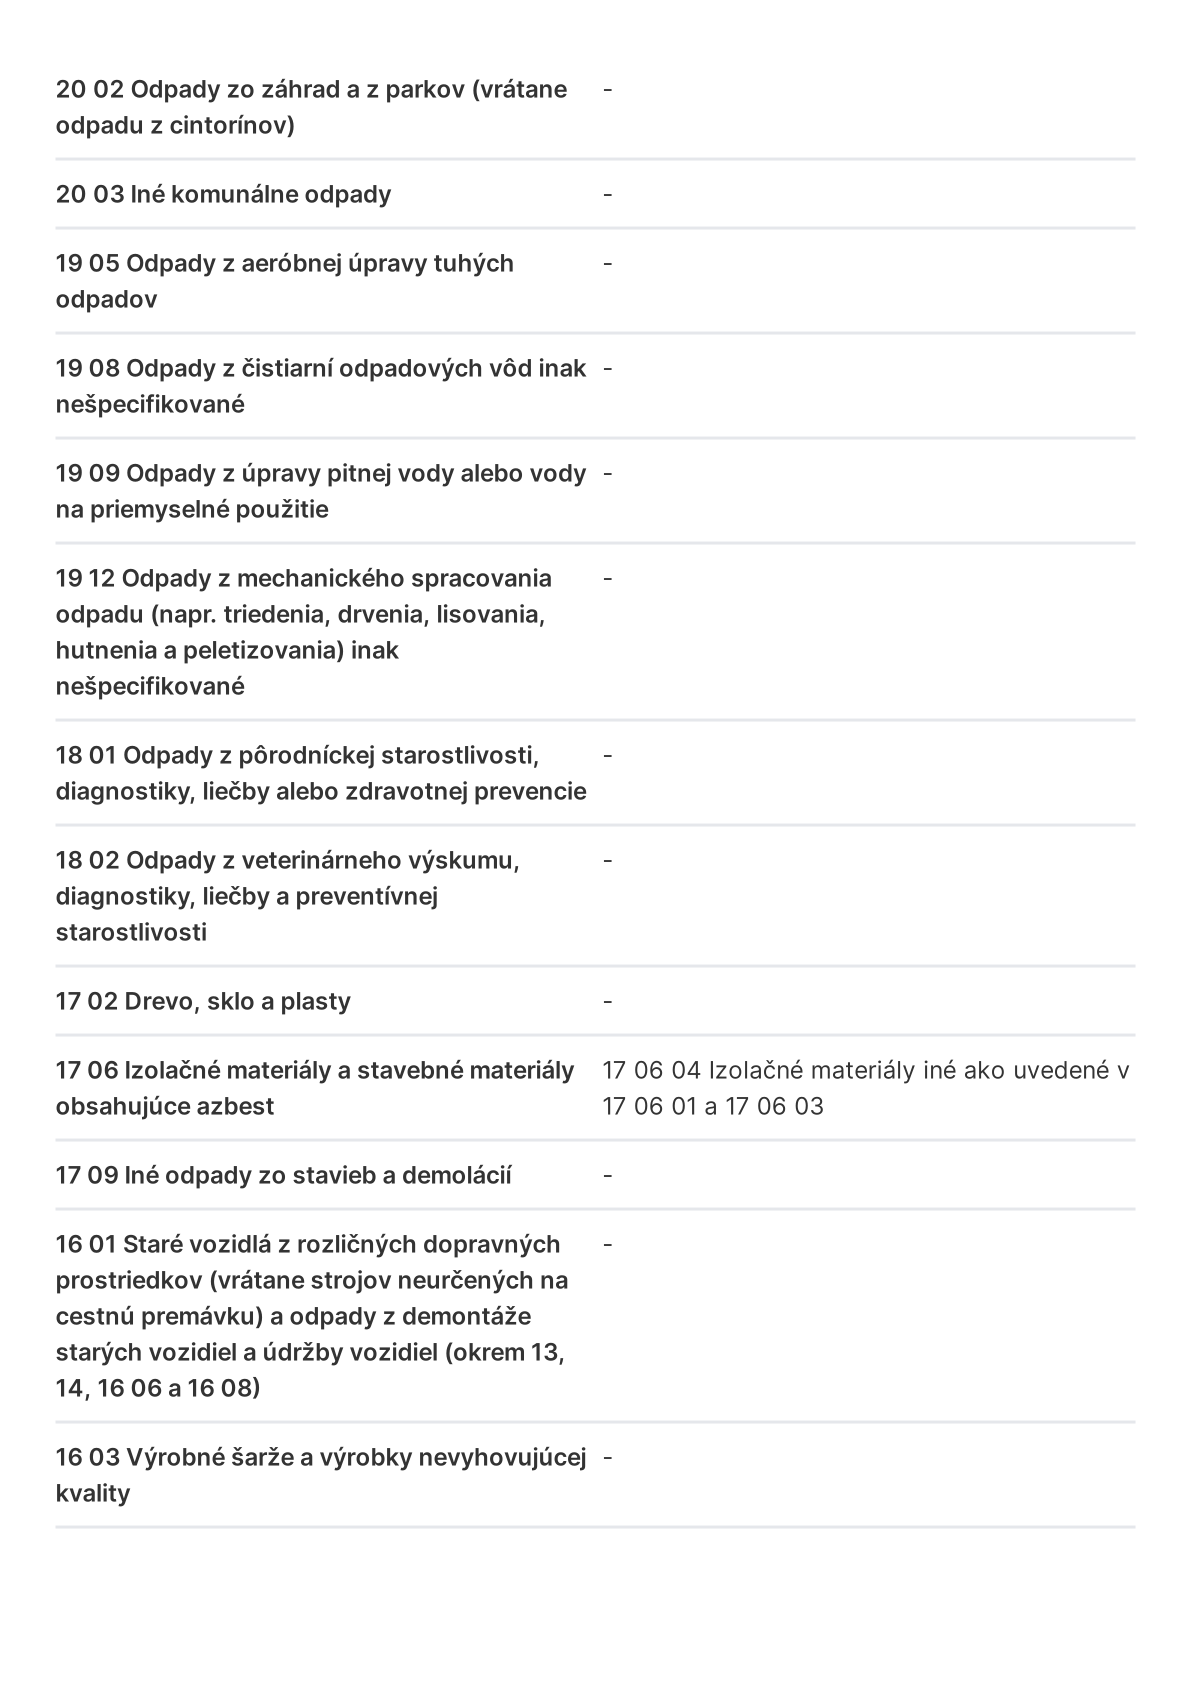 20 02 Odpady zo záhrad a z parkov (vrátane -
odpadu z cintorínov)
20 03 Iné komunálne odpady -
19 05 Odpady z aeróbnej úpravy tuhých -
odpadov
19 08 Odpady z čistiarní odpadových vôd inak -
nešpecifikované
19 09 Odpady z úpravy pitnej vody alebo vody -
na priemyselné použitie
19 12 Odpady z mechanického spracovania -
odpadu (napr. triedenia, drvenia, lisovania,
hutnenia a peletizovania) inak
nešpecifikované
18 01 Odpady z pôrodníckej starostlivosti, -
diagnostiky, liečby alebo zdravotnej prevencie
18 02 Odpady z veterinárneho výskumu, -
diagnostiky, liečby a preventívnej
starostlivosti
17 02 Drevo, sklo a plasty -
17 06 Izolačné materiály a stavebné materiály 17 06 04 Izolačné materiály iné ako uvedené v
obsahujúce azbest 17 06 01 a 17 06 03
17 09 Iné odpady zo stavieb a demolácií -
16 01 Staré vozidlá z rozličných dopravných -
prostriedkov (vrátane strojov neurčených na
cestnú premávku) a odpady z demontáže
starých vozidiel a údržby vozidiel (okrem 13,
14, 16 06 a 16 08)
16 03 Výrobné šarže a výrobky nevyhovujúcej -
kvality